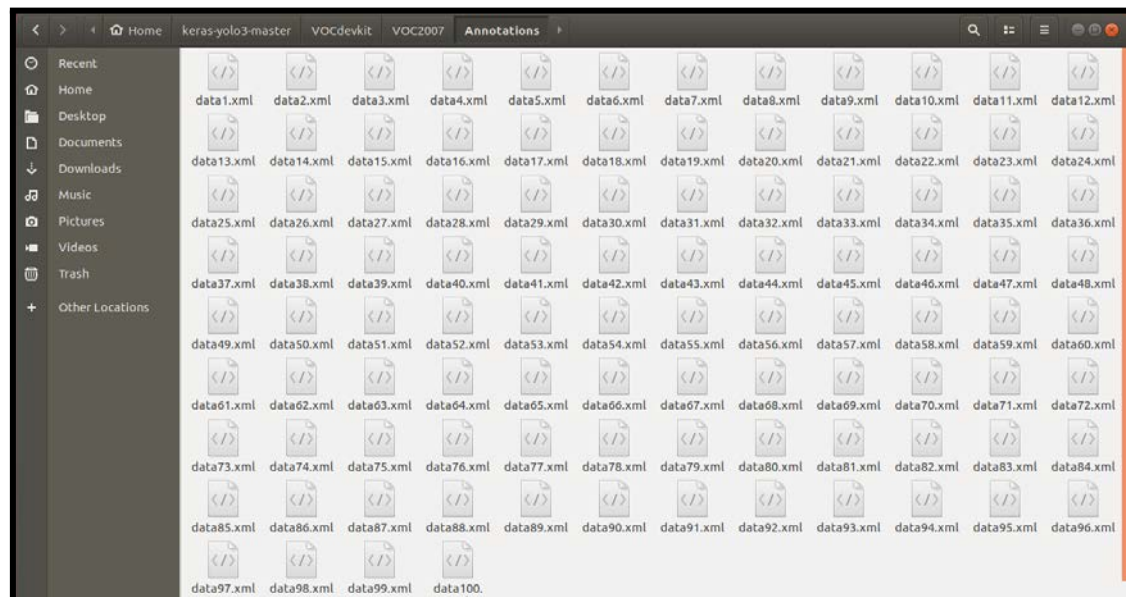 Home keras-yolo3-master VOCdevkit VOC2007 Annotations
Recent
Home
Desktop
Documents
Downloads
Music
Pictures
Videos
Trash
+ Other Locations
data1.xml data2.xml data3.xml data4.xml data5.xml data6.xml data7.xml data8.xml data9.xml data10.xml data11.xml data12.xml
data13.xml data14.xml data15.xml data16.xml data17.xml data18.xml data19.xml data20.xml data21.xml data22.xml data23.xml data24.xml
data25.xml data26.xml data27.xml data28.xml data29.xml data30.xml data31.xml data32.xml data33.xml data34.xml data35.xml data36.xml
data37.xml data38.xml data39.xml data40.xml data41.xml data42.xml data43.xml data44.xml data45.xml data46.xml data47.xml data48.xml
data49.xml data50.xml data51.xml data52.xml data53.xml data54.xml data55.xml data56.xml data57.xml data58.xml data59.xml data60.xml
data61.xml data62.xml data63.xml data64.xml data65.xml data66.xml data67.xml data68.xml data69.xml data70.xml data71.xml data72.xml
data73.xml data74.xml data75.xml data76.xml data77.xml data78.xml data79.xml data80.xml data81.xml data82.xml data83.xml data84.xml
data85.xml data86.xml data87.xml data88.xml data89.xml data90.xml data91.xml data92.xml data93.xml data94.xml data95.xml data96.xml
data97.xml data98.xml data99.xml data100.